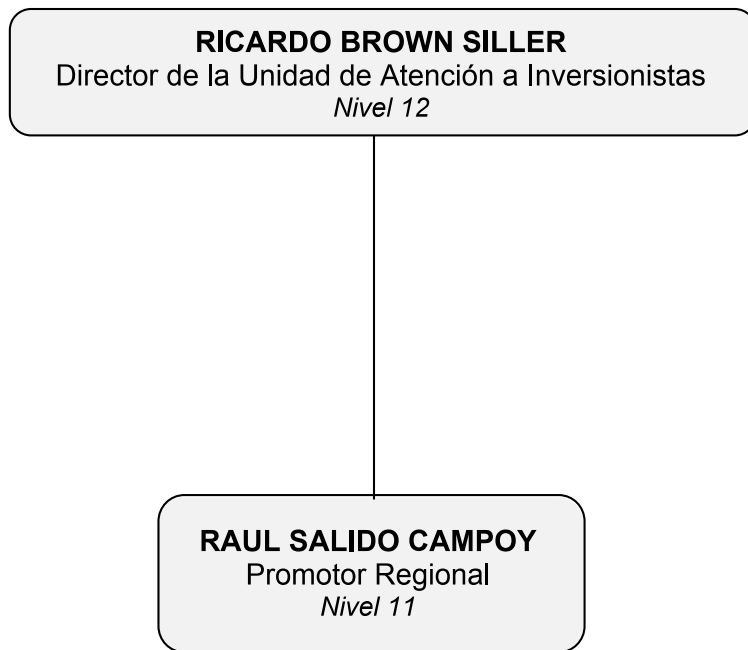 RICARDO BROWN SILLER
Director de la Unidad de Atención a Inversionistas
Nivel 12
RAUL SALIDO CAMPOY
Promotor Regional
Nivel 11